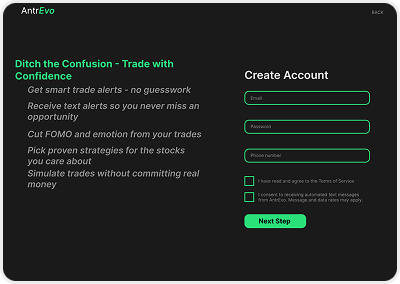 AntrEvo
BACK
Ditch the Confusion - Trade with
Confidence
Get smart trade alerts - no guesswork
Receive text alerts so you never miss an
opportunity
Cut FOMO and emotion from your trades
Pick proven strategies for the stocks
you care about
Simulate trades without committing real
money
Create Account
Email
Password
Phone number
I have read and agree to the Terms of Service
I consent to receiving automated text messages
from AntrEvo. Message and data rates may apply.
Next Step